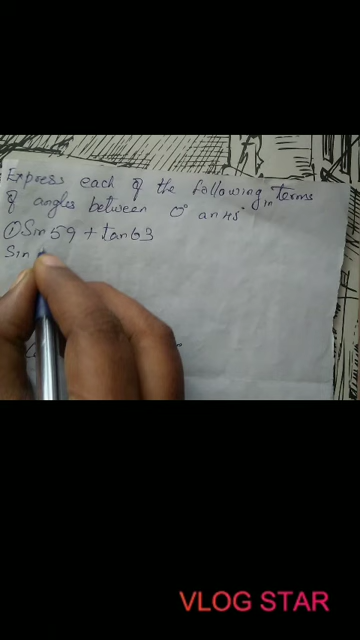 Express each of the following in terms
of angles between 0° an 45°
① Sin 59 + tan 63
Sin
VLOG STAR